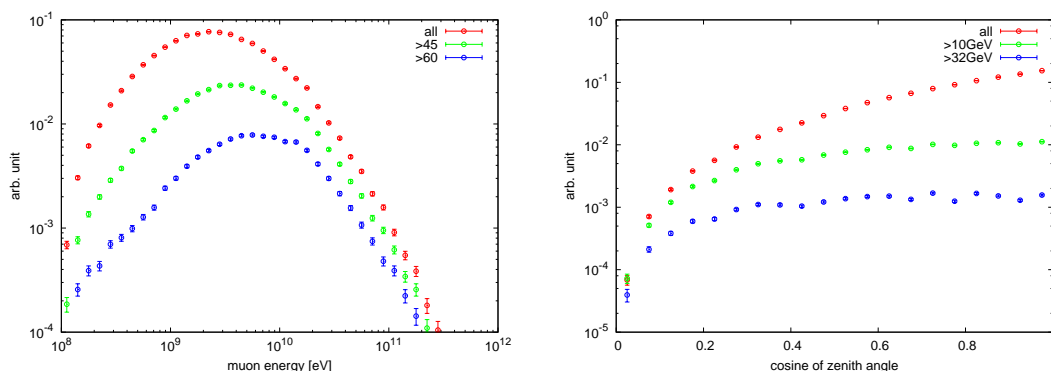 10^-1
10^-2
10^-3
10^-4
arb. unit
10^8
10^9
10^10
10^11
10^12
muon energy [eV]
all
>45
>60
10^0
10^-1
10^-2
10^-3
10^-4
10^-5
arb. unit
0
0.2
0.4
0.6
0.8
cosine of zenith angle
all
>10GeV
>32GeV